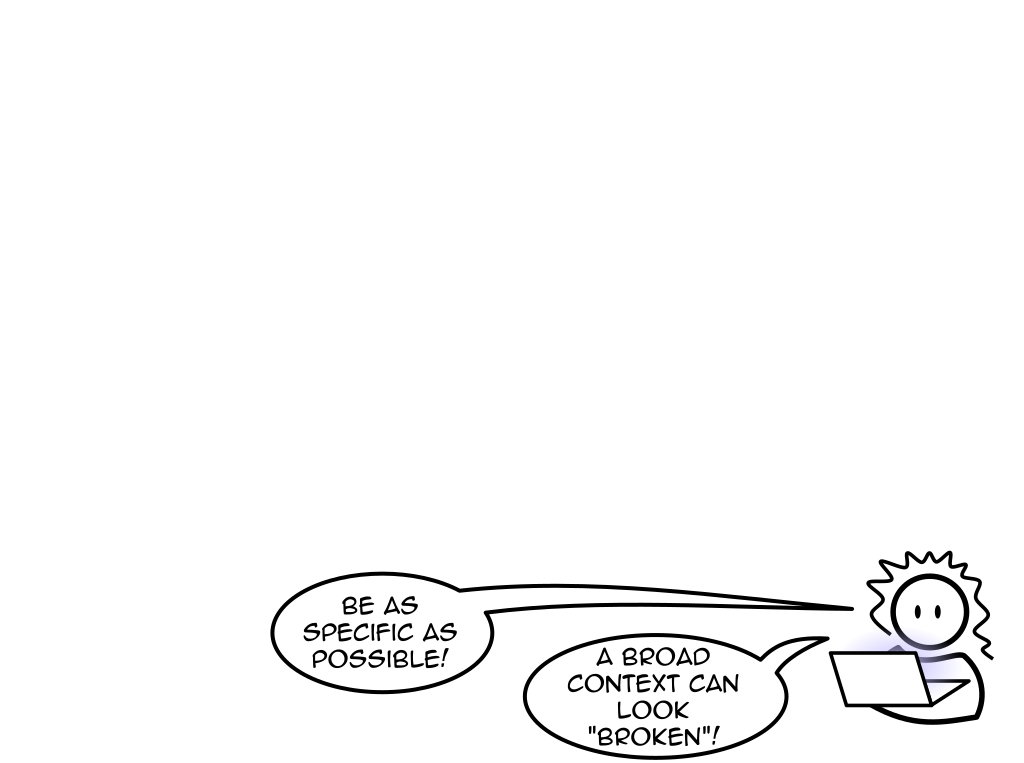 BE AS
SPECIFIC AS
POSSIBLE!
A BROAD
CONTEXT CAN
LOOK
"BROKEN"!